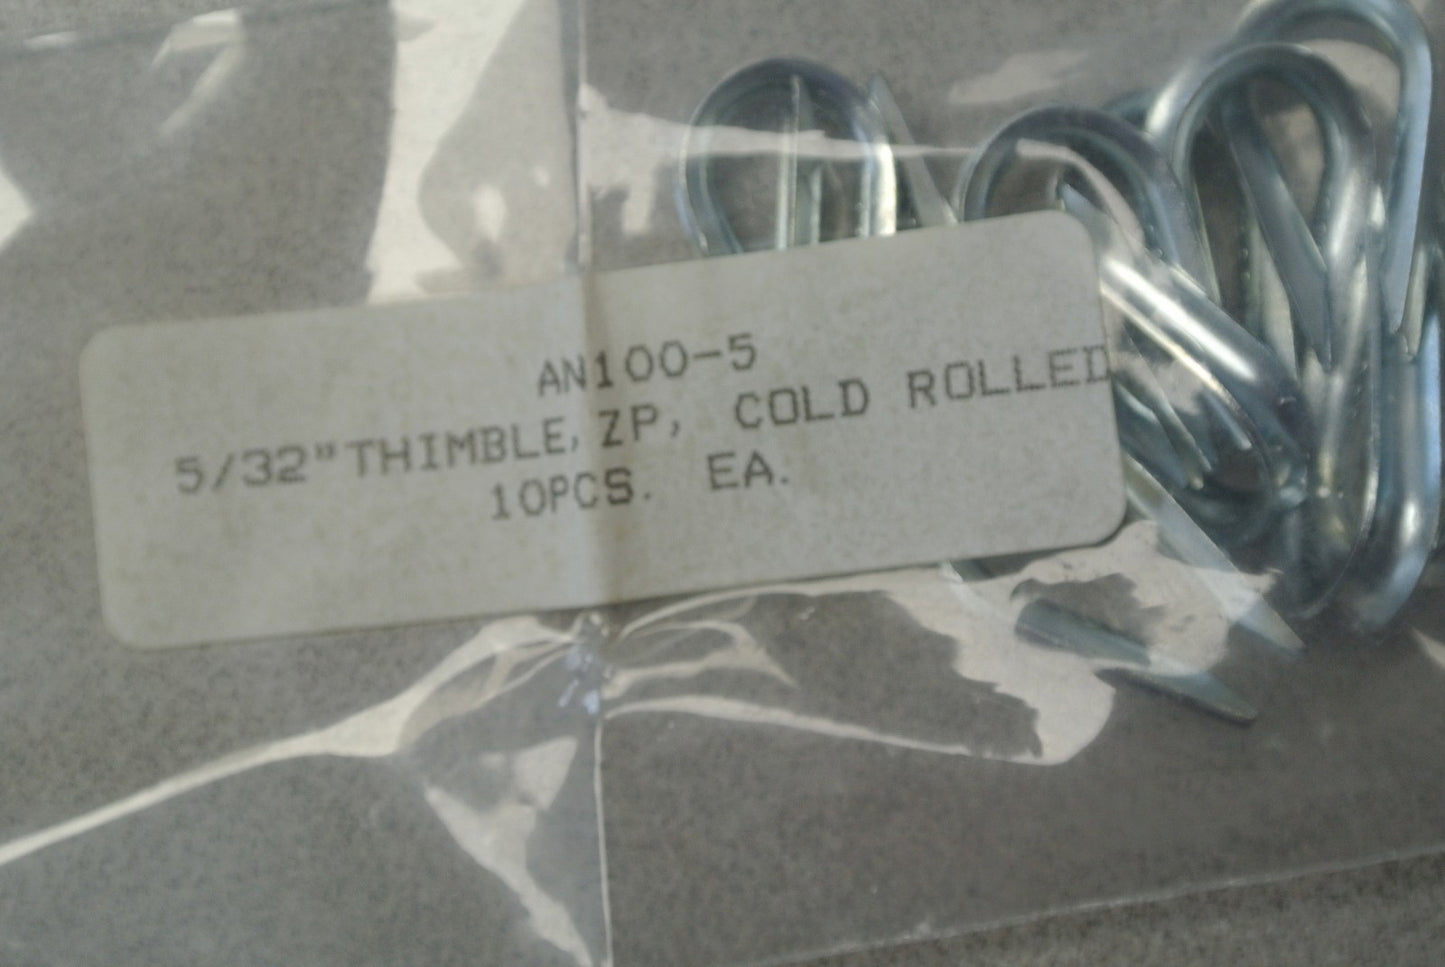 AN100-5
5/32" THIMBLE, ZP, COLD ROLLED
10PCS. EA.